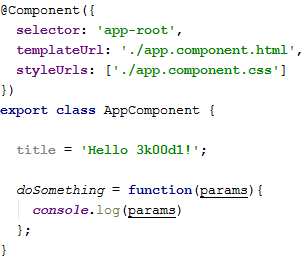 @Component({
  selector: 'app-root',
  templateUrl: './app.component.html',
  styleUrls: ['./app.component.css']
})
export class AppComponent {
  title = 'Hello 3k00d1!';
  doSomething = function(params){
    console.log(params)
  };
}